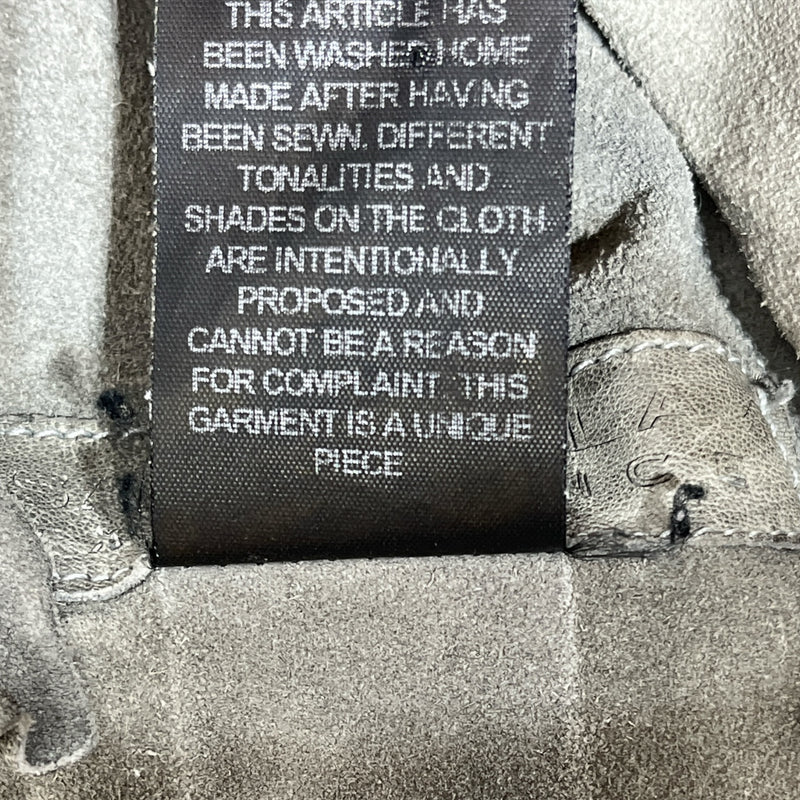 THIS ARTICLE HAS
BEEN WASHED HOME
MADE AFTER HAVING
BEEN SEWN. DIFFERENT
TONALITIES AND
SHADES ON THE CLOTH
ARE INTENTIONALLY
PROPOSED AND
CANNOT BE A REASON
FOR COMPLAINT. THIS
GARMENT IS A UNIQUE
PIECE